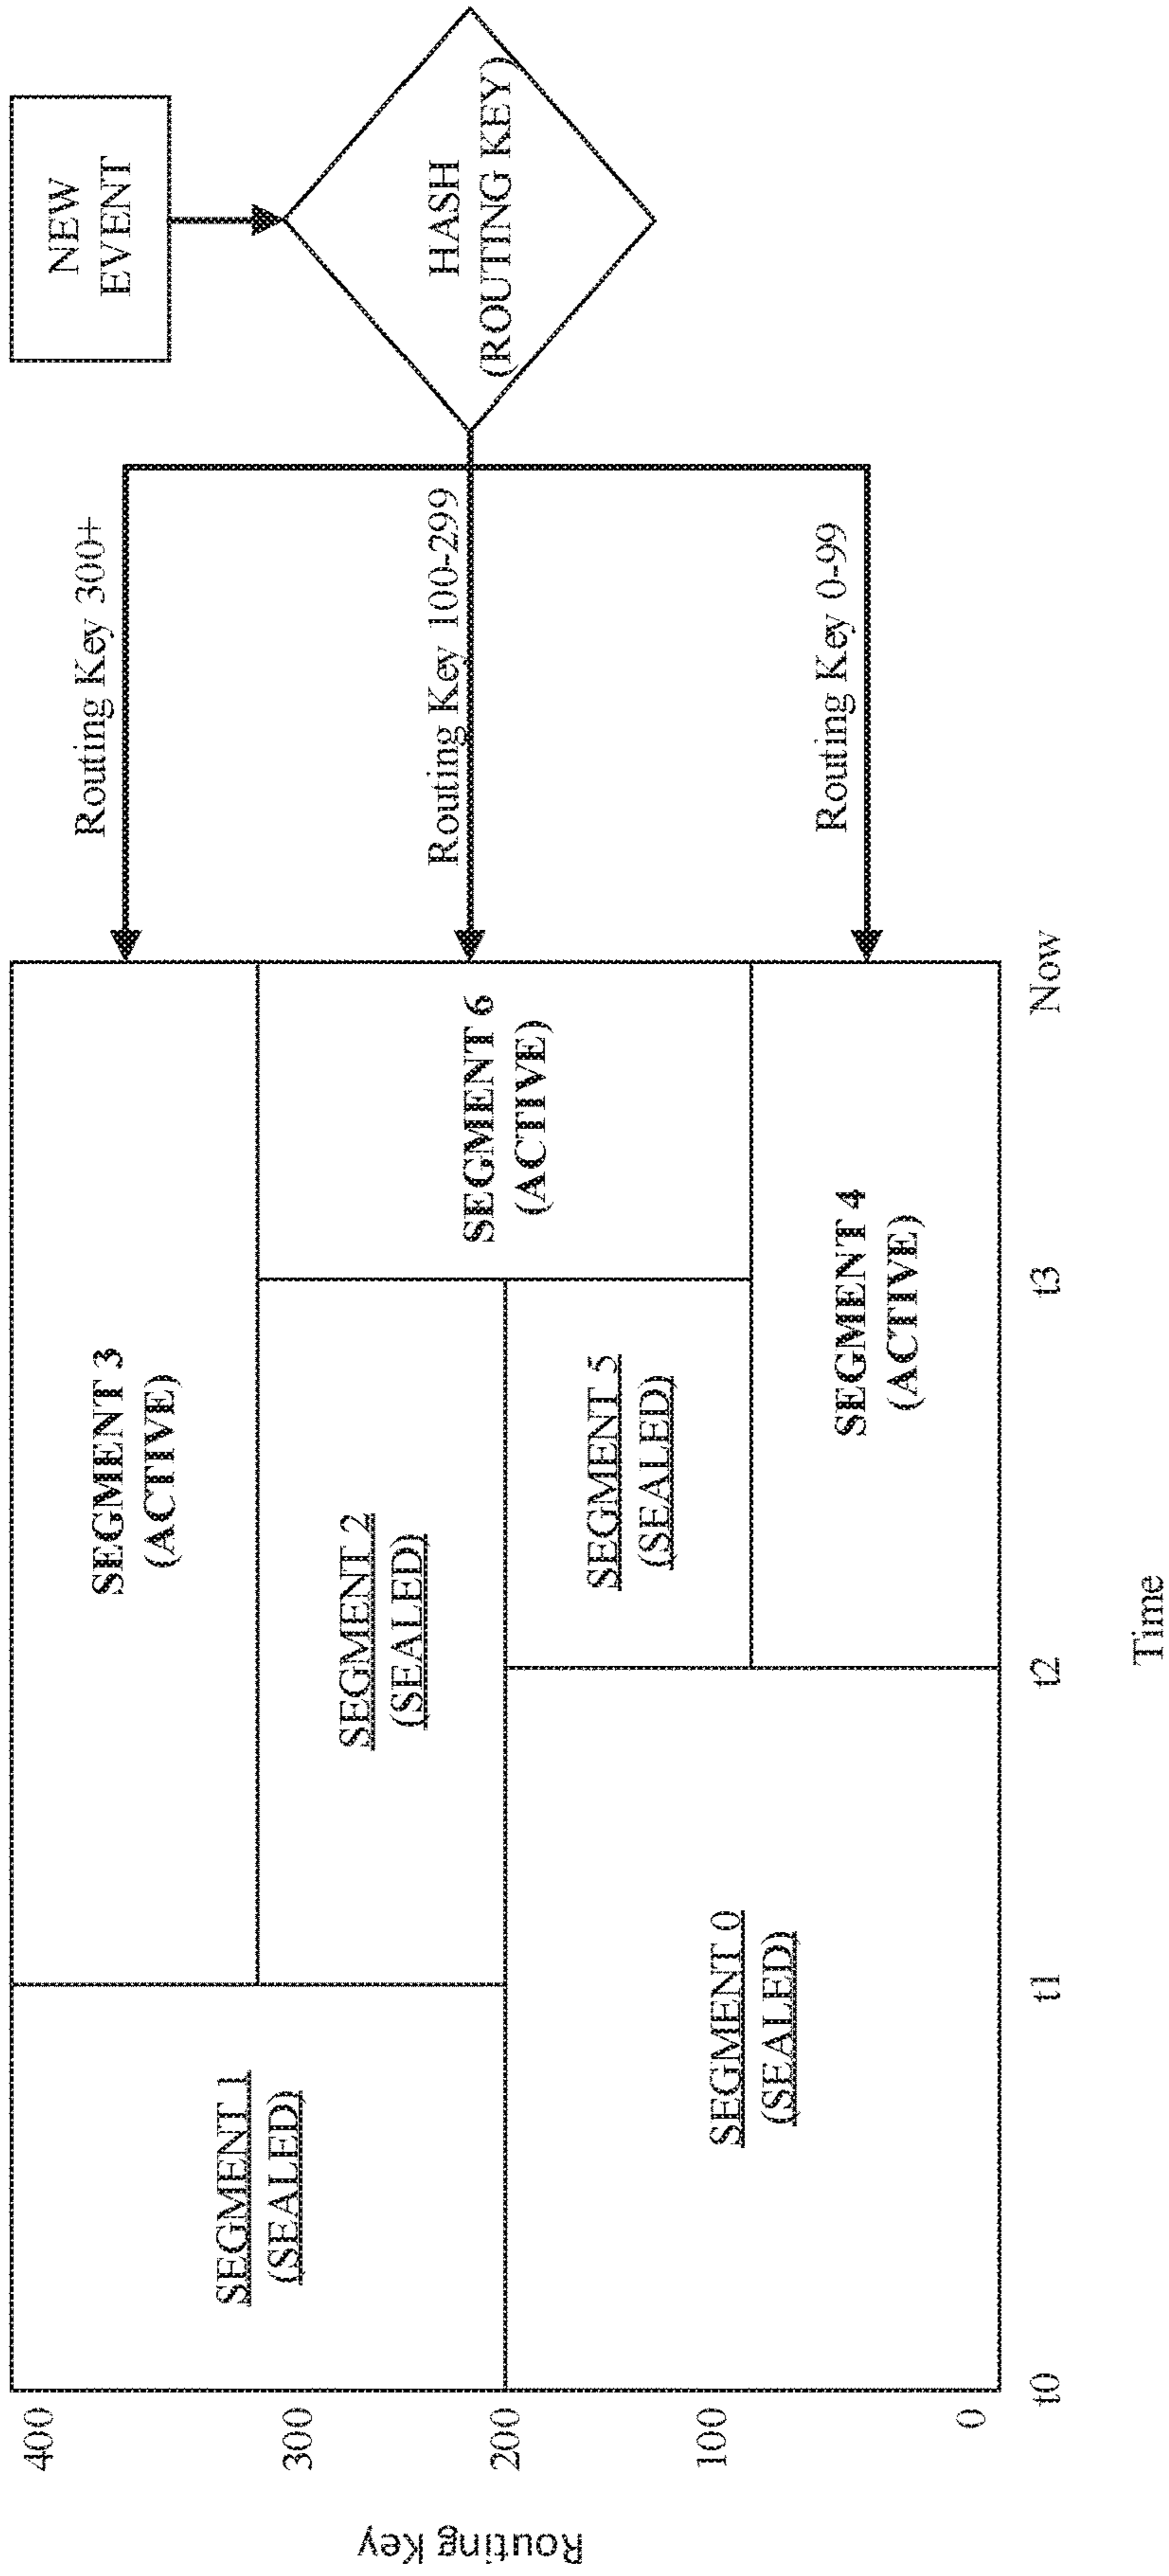 NEW
EVENT
HASH
(ROUTING KEY)
Routing Key 300+
Routing Key 100-299
Routing Key 0-99
SEGMENT 3
(ACTIVE)
SEGMENT 6
(ACTIVE)
SEGMENT 1
(SEALED)
SEGMENT 2
(SEALED)
SEGMENT 5
(SEALED)
SEGMENT 4
(ACTIVE)
SEGMENT 0
(SEALED)
400
300
200
100
0
Routing Key
t0
t1
t2
t3
Now
Time